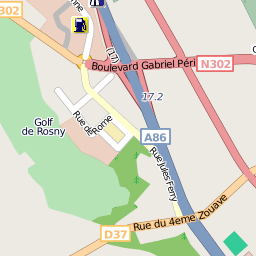 302
(17)
Boulevard Gabriel Péri
N302
17.2
Golf
de Rosny
Rue de Rome
A86
Rue Jules Ferry
Rue du 4eme Zouave
D37